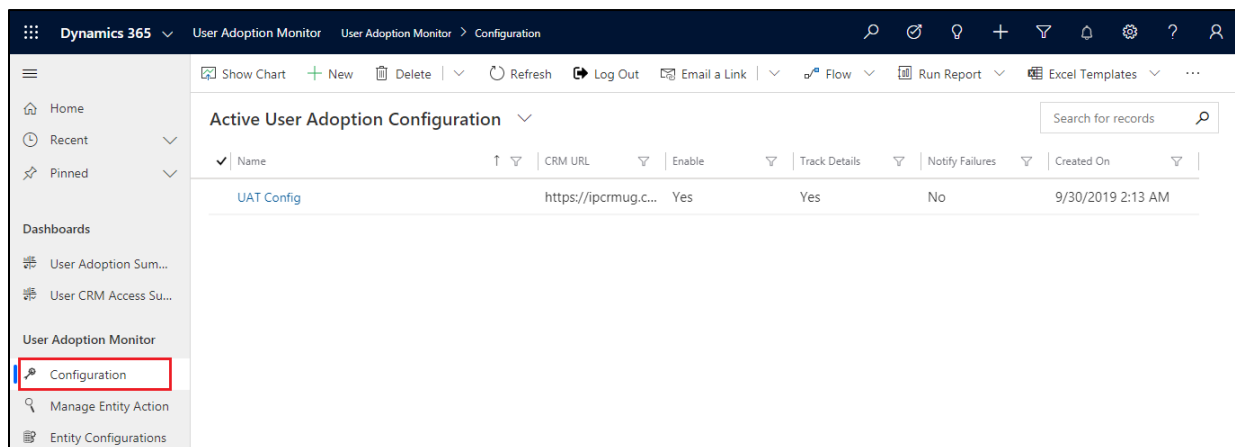 Dynamics 365 User Adoption Monitor User Adoption Monitor > Configuration
Show Chart New Delete Refresh Log Out Email a Link Flow Run Report Excel Templates ...
Home
Recent
Pinned
Active User Adoption Configuration
Search for records
Name CRM URL Enable Track Details Notify Failures Created On
UAT Config https://ipcrmug.c... Yes Yes No 9/30/2019 2:13 AM
Dashboards
User Adoption Sum...
User CRM Access Su...
User Adoption Monitor
Configuration
Manage Entity Action
Entity Configurations